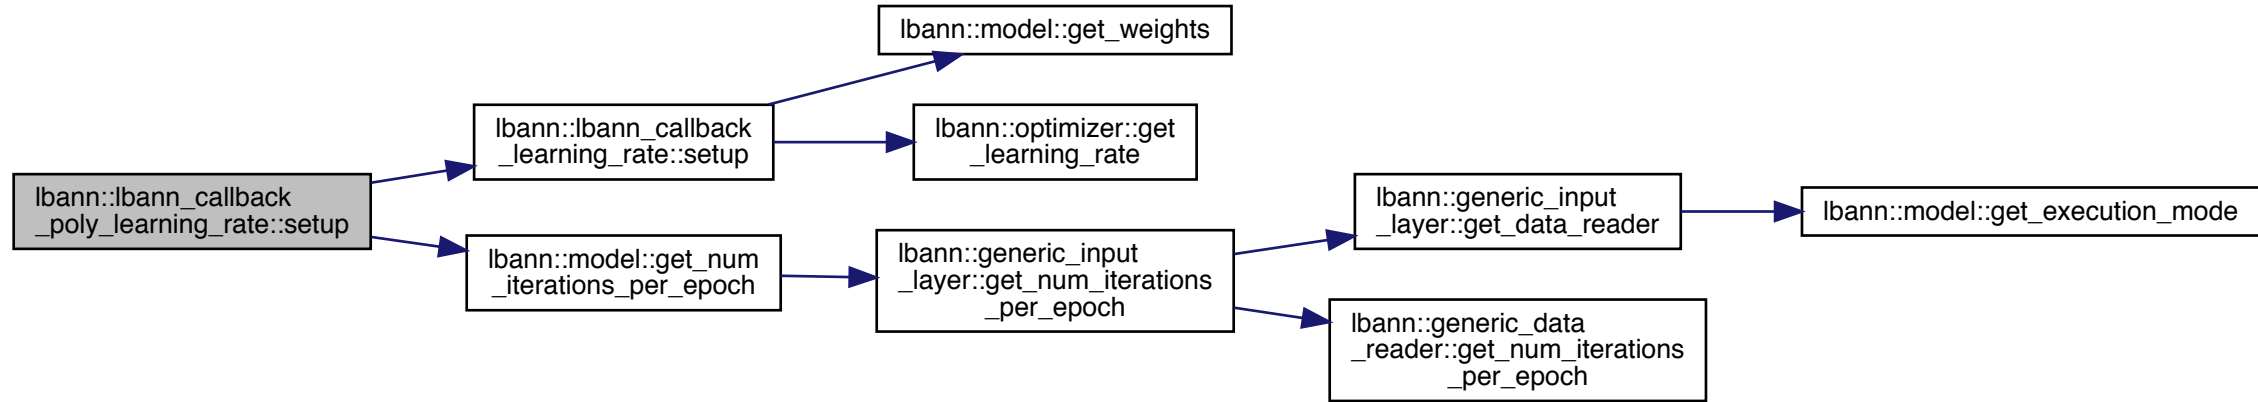 lbann::lbann_callback
_poly_learning_rate::setup
lbann::lbann_callback
_learning_rate::setup
lbann::model::get_weights
lbann::optimizer::get
_learning_rate
lbann::model::get_num
_iterations_per_epoch
lbann::generic_input
_layer::get_num_iterations
_per_epoch
lbann::generic_input
_layer::get_data_reader
lbann::model::get_execution_mode
lbann::generic_data
_reader::get_num_iterations
_per_epoch